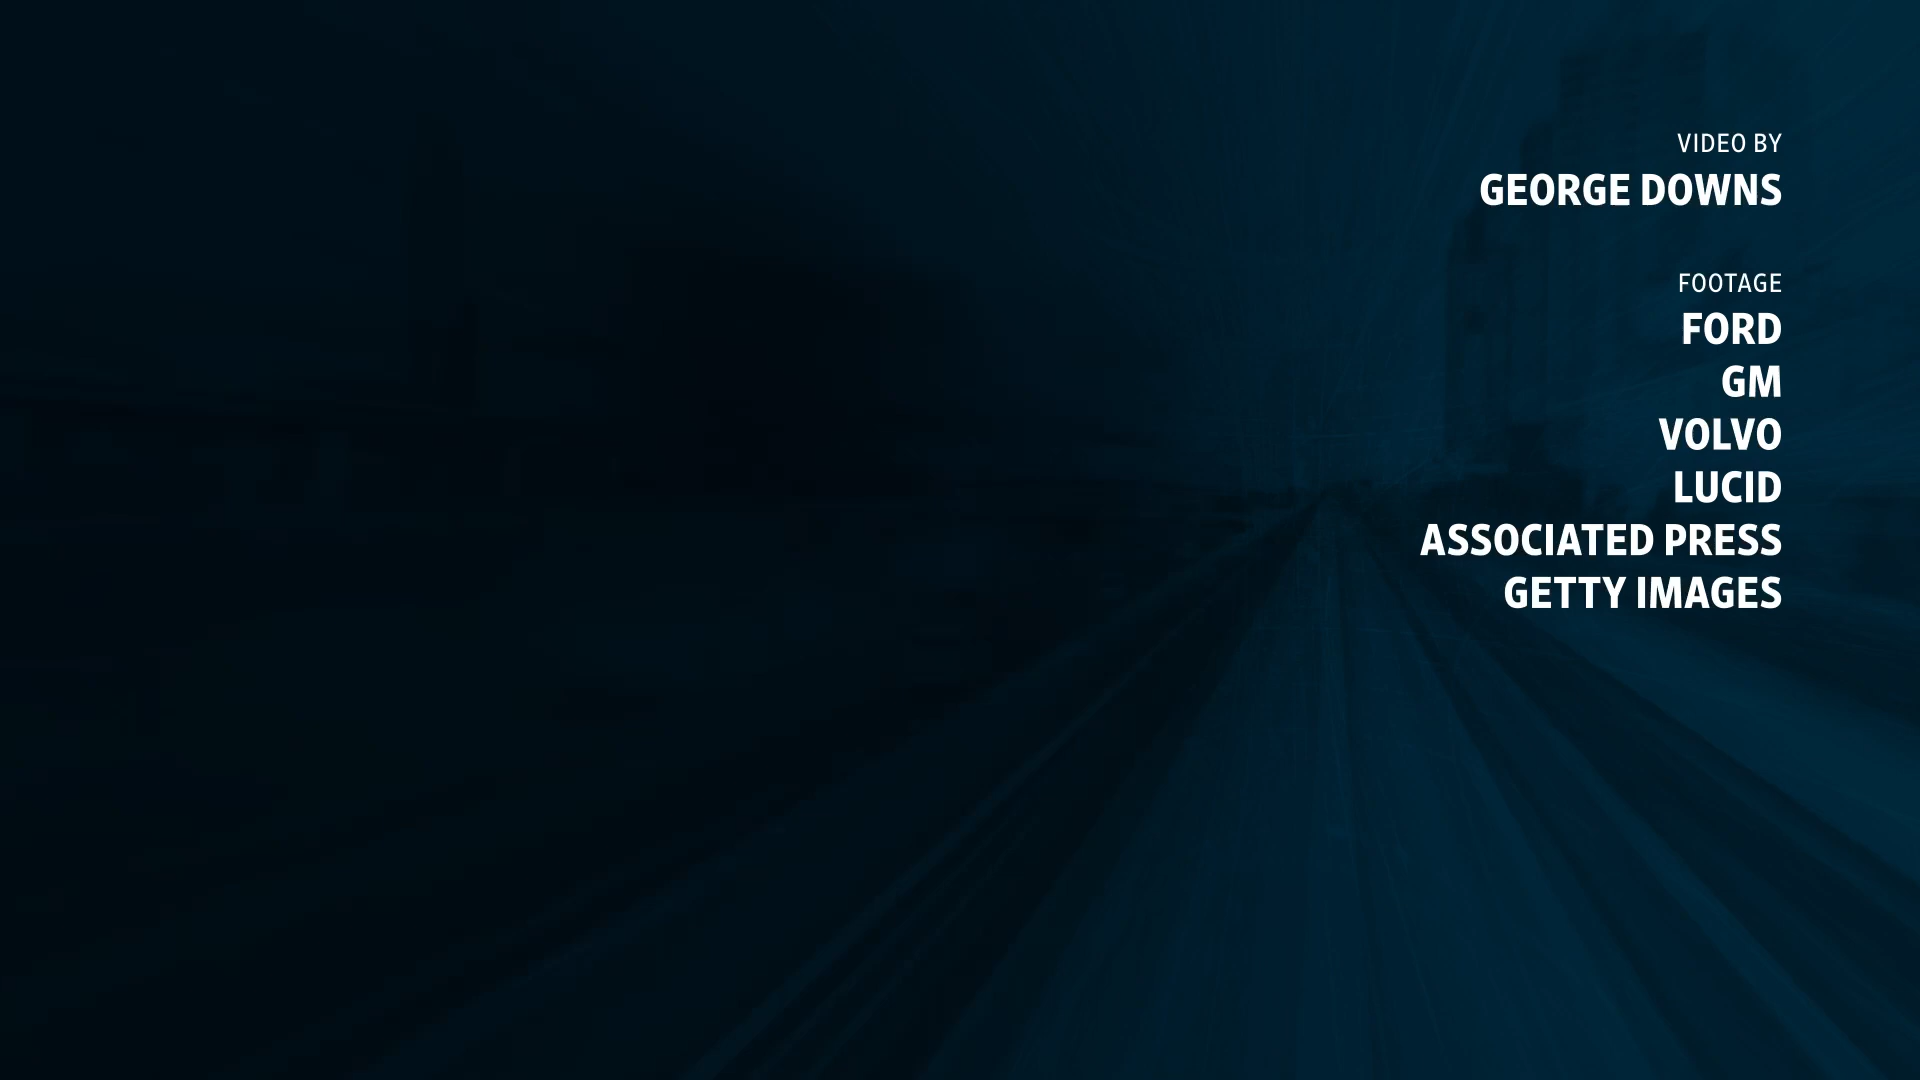 VIDEO BY
GEORGE DOWNS
FOOTAGE
FORD
GM
VOLVO
LUCID
ASSOCIATED PRESS
GETTY IMAGES